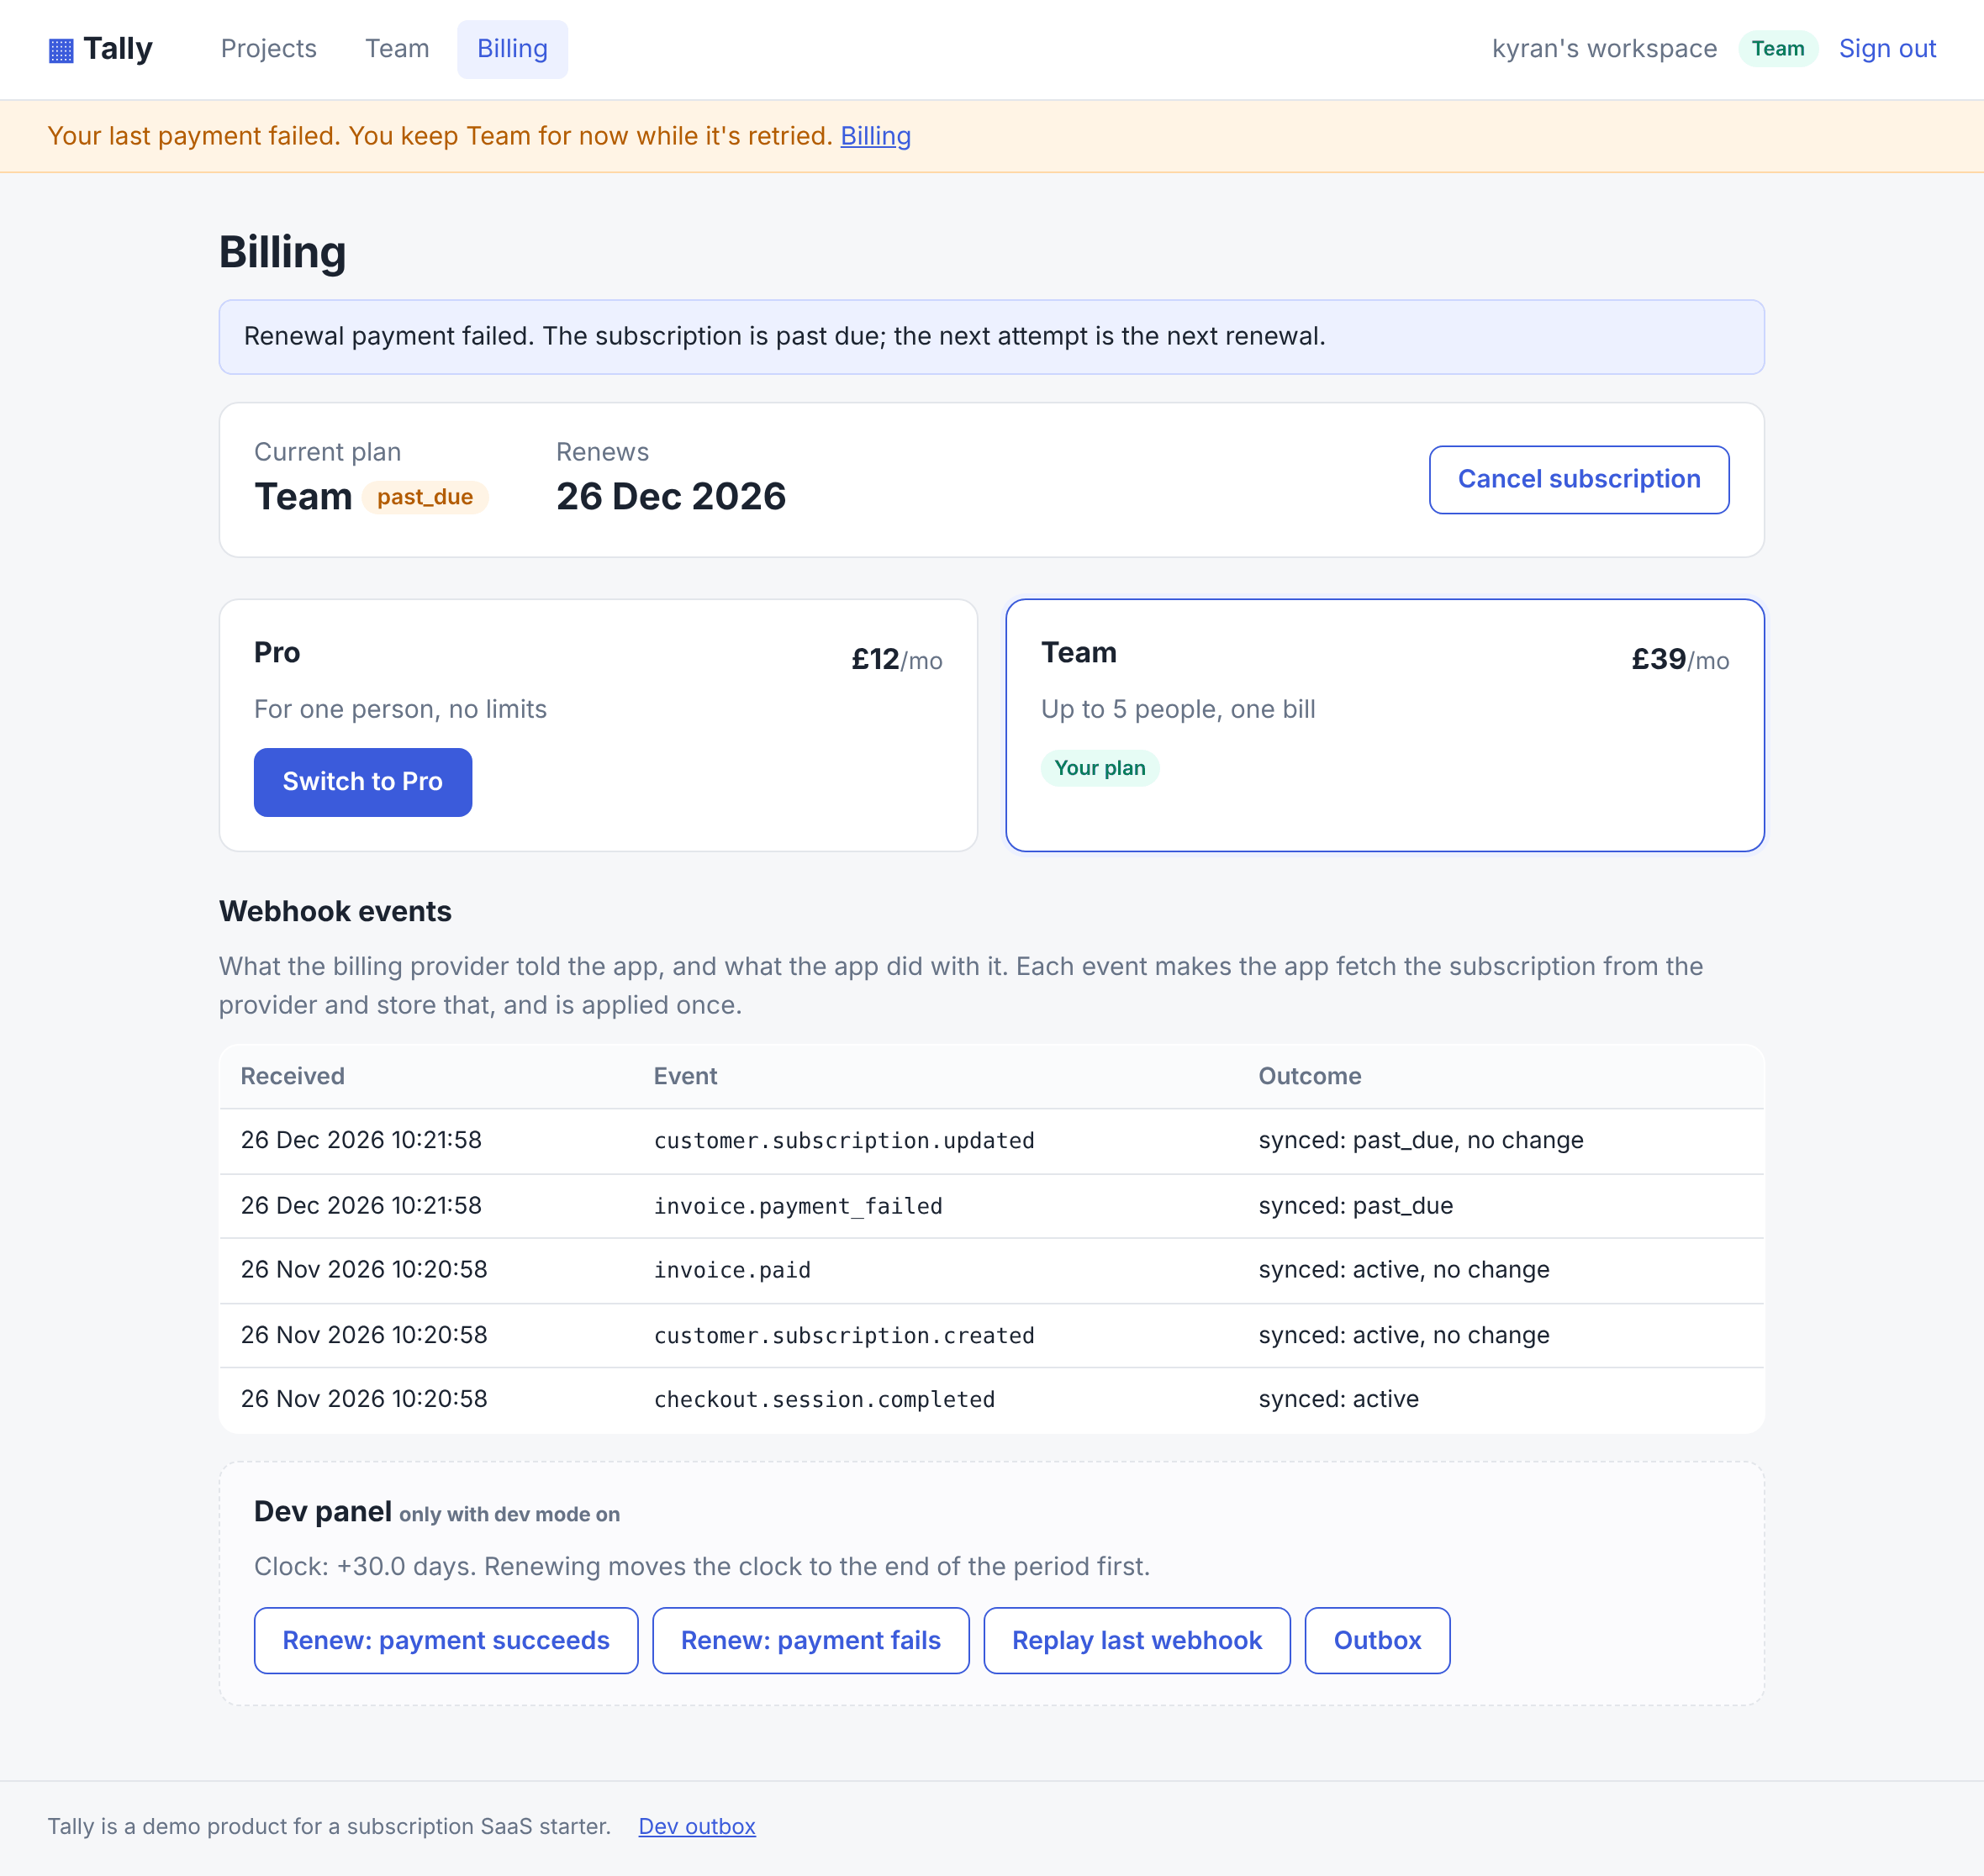 Tally
Projects
Team
Billing
kyran's workspace
Team
Sign out
Your last payment failed. You keep Team for now while it's retried. Billing
Billing
Renewal payment failed. The subscription is past due; the next attempt is the next renewal.
Current plan
Team past_due
Renews
26 Dec 2026
Cancel subscription
Pro
£12/mo
For one person, no limits
Switch to Pro
Team
£39/mo
Up to 5 people, one bill
Your plan
Webhook events
What the billing provider told the app, and what the app did with it. Each event makes the app fetch the subscription from the
provider and store that, and is applied once.
Received Event Outcome
26 Dec 2026 10:21:58 customer.subscription.updated synced: past_due, no change
26 Dec 2026 10:21:58 invoice.payment_failed synced: past_due
26 Nov 2026 10:20:58 invoice.paid synced: active, no change
26 Nov 2026 10:20:58 customer.subscription.created synced: active, no change
26 Nov 2026 10:20:58 checkout.session.completed synced: active
Dev panel only with dev mode on
Clock: +30.0 days. Renewing moves the clock to the end of the period first.
Renew: payment succeeds
Renew: payment fails
Replay last webhook
Outbox
Tally is a demo product for a subscription SaaS starter. Dev outbox